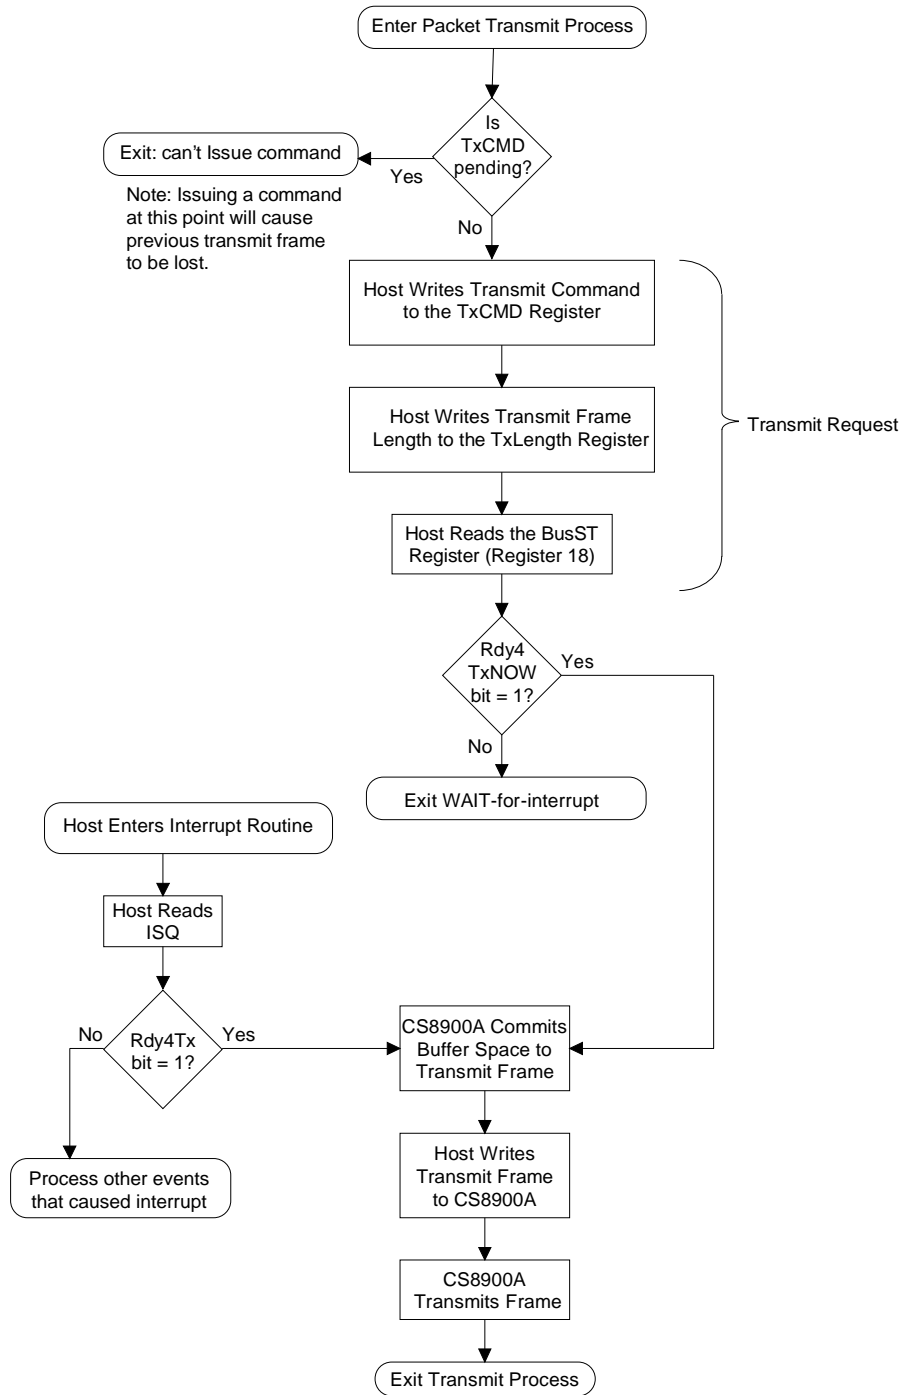 Enter Packet Transmit Process
Is
TxCMD
pending?
Exit: can't Issue command
Yes
Note: Issuing a command
at this point will cause
previous transmit frame
to be lost.
No
Host Writes Transmit Command
to the TxCMD Register
Host Writes Transmit Frame
Length to the TxLength Register
Transmit Request
Host Reads the BusST
Register (Register 18)
Rdy4
TxNOW
bit = 1?
Yes
No
Exit WAIT-for-interrupt
Host Enters Interrupt Routine
Host Reads
ISQ
Rdy4Tx
bit = 1?
No
Yes
CS8900A Commits
Buffer Space to
Transmit Frame
Process other events
that caused interrupt
Host Writes
Transmit Frame
to CS8900A
CS8900A
Transmits Frame
Exit Transmit Process